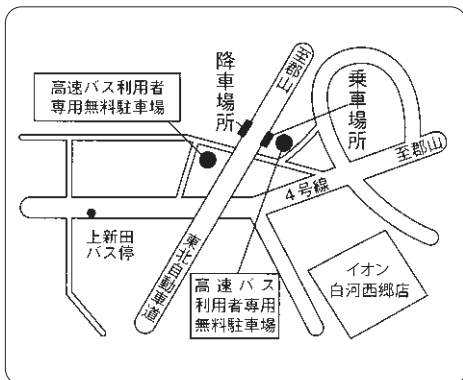 高速バス利用者
専用無料駐車場
降車場所
至郡山
乗車場所
至郡山
4号線
上新田
バス停
東北自動車道
高速バス
利用者専用
無料駐車場
イオン
白河西郷店